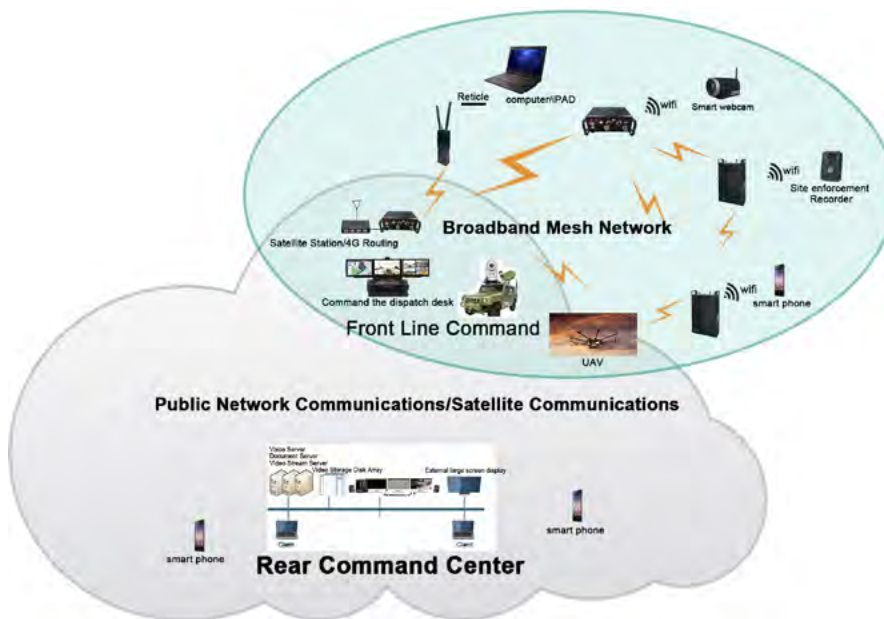 Reticle
computer\IPAD
wifi
Smart webcam
wifi
Site enforcement
Recorder
Broadband Mesh Network
Satellite Station/4G Routing
wifi
smart phone
Command the dispatch desk
Front Line Command
UAV
Public Network Communications/Satellite Communications
Voice Server
Document Server
Video Stream Server
Video Storage Disk Array
External large screen display
Client
Client
smart phone
smart phone
Rear Command Center